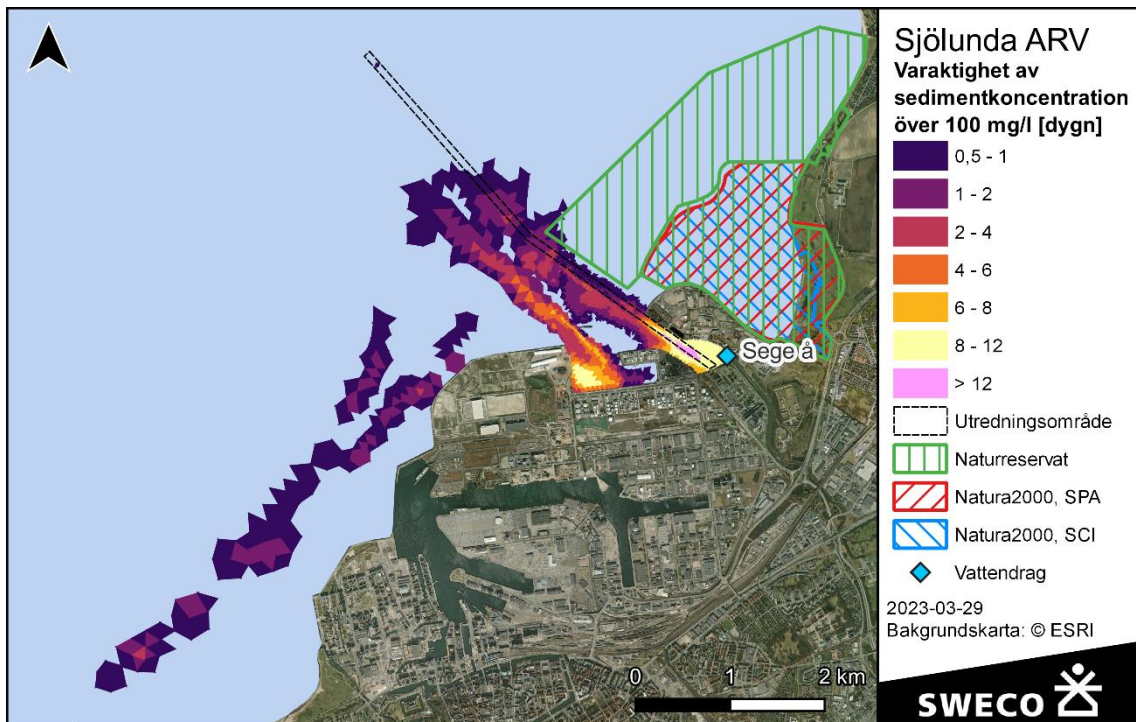 Sjölunda ARV
Varaktighet av
sedimentkoncentration
över 100 mg/l [dygn]
0,5 - 1
1 - 2
2 - 4
4 - 6
6 - 8
8 - 12
> 12
Utredningsområde
Naturreservat
Natura2000, SPA
Natura2000, SCI
Vattendrag
2023-03-29
Bakgrundskarta: © ESRI
SWECO
Sege å
0 1 2 km